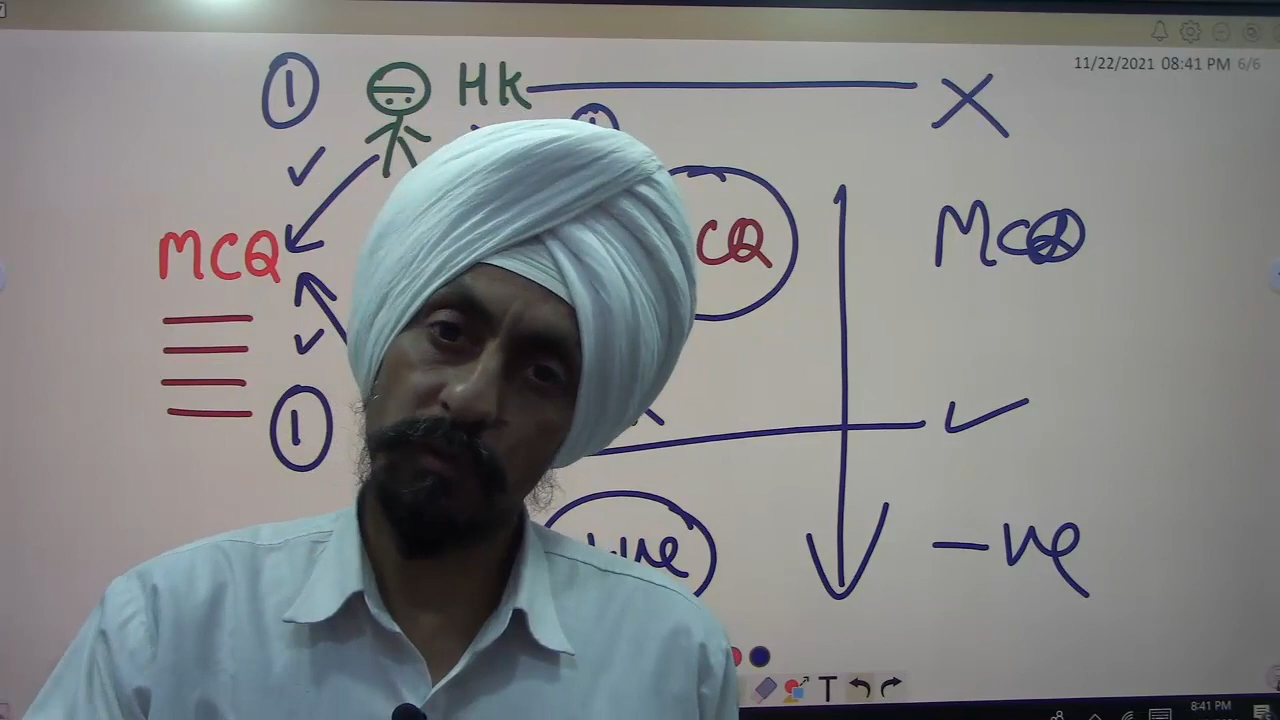 11/22/2021 08:41 PM 6/6
1 HK
MCQ
CQ
MCQ
1
+ve
-ve
T
8:41 PM